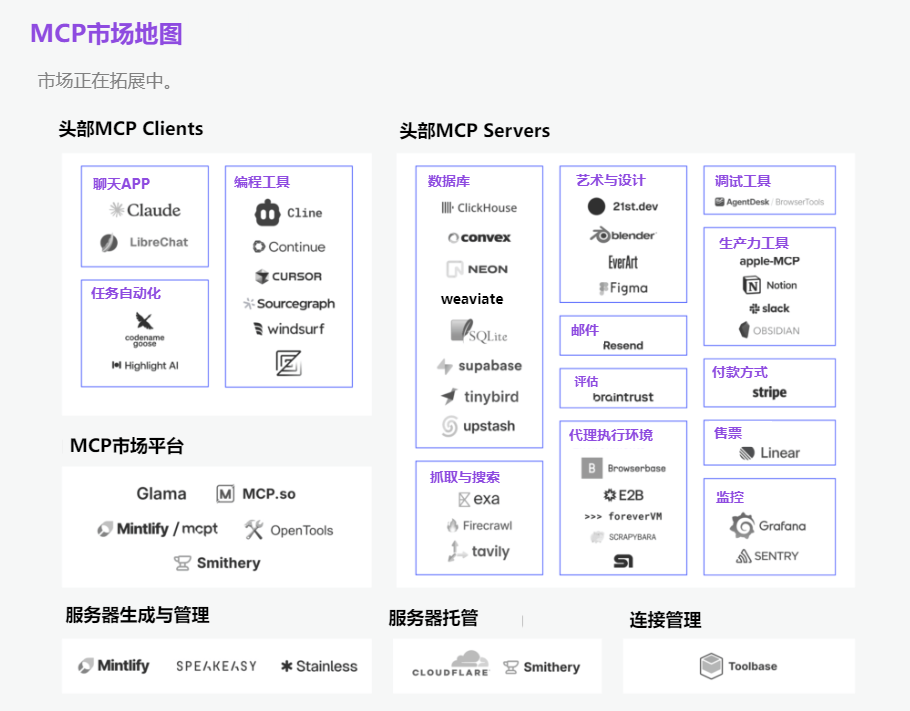 MCP市场地图
市场正在拓展中。
头部MCP Clients
聊天APP
Claude
LibreChat
任务自动化
codename
goose
Highlight AI
编程工具
Cline
Continue
CURSOR
Sourcegraph
windsurf
头部MCP Servers
数据库
ClickHouse
convex
NEON
weaviate
SQLite
supabase
tinybird
upstash
抓取与搜索
exa
Firecrawl
tavily
艺术与设计
21st.dev
blender
EverArt
Figma
邮件
Resend
评估
braintrust
代理执行环境
B Browserbase
E2B
>>> foreverVM
SCRAPYBARA
调试工具
AgentDesk / BrowserTools
生产力工具
apple-MCP
Notion
slack
OBSIDIAN
付款方式
stripe
售票
Linear
监控
Grafana
SENTRY
MCP市场平台
Glama
M MCP.so
Mintlify / mcpt
OpenTools
Smithery
服务器生成与管理
Mintlify
SPEAKEASY
Stainless
服务器托管
CLOUDFLARE
Smithery
连接管理
Toolbase